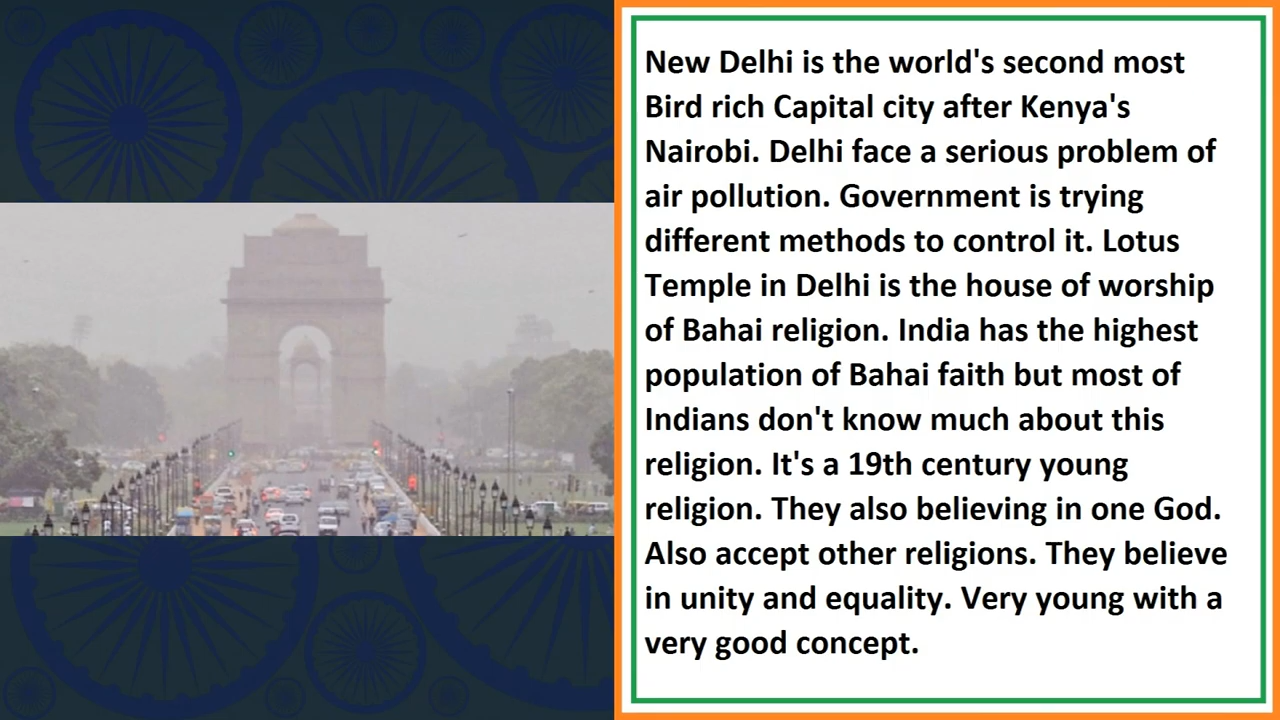 New Delhi is the world's second most
Bird rich Capital city after Kenya's
Nairobi. Delhi face a serious problem of
air pollution. Government is trying
different methods to control it. Lotus
Temple in Delhi is the house of worship
of Bahai religion. India has the highest
population of Bahai faith but most of
Indians don't know much about this
religion. It's a 19th century young
religion. They also believing in one God.
Also accept other religions. They believe
in unity and equality. Very young with a
very good concept.